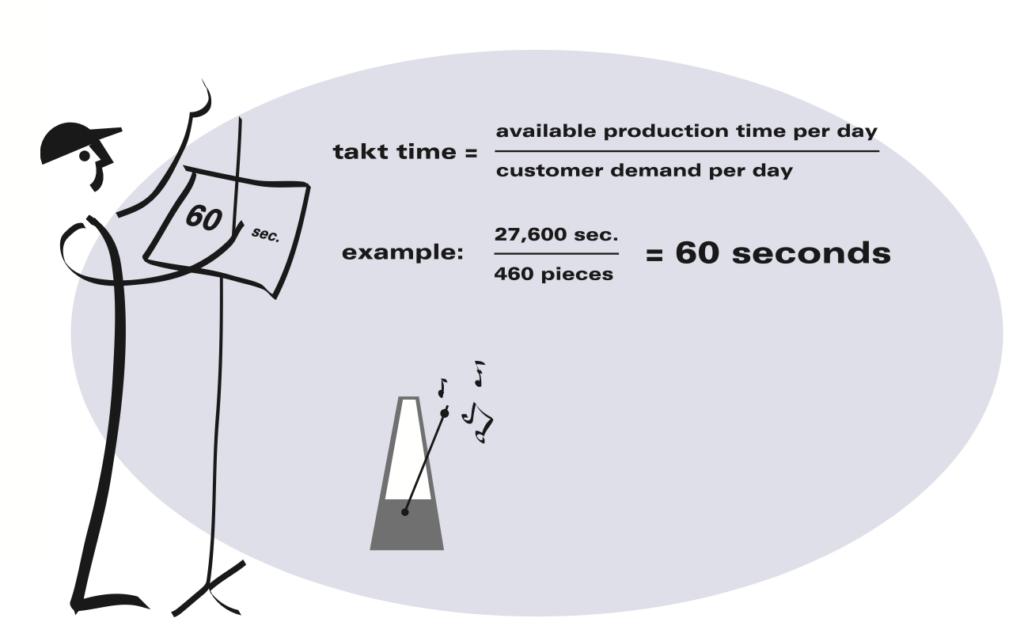 60 sec.
takt time =
available production time per day
customer demand per day
example:
27,600 sec.
460 pieces
= 60 seconds